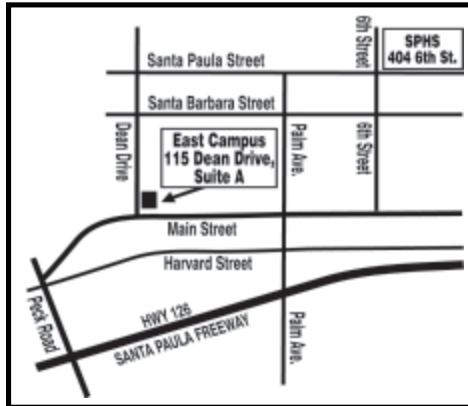 6th Street
SPHS
404 6th St.
Santa Paula Street
Santa Barbara Street
Dean Drive
East Campus
115 Dean Drive,
Suite A
Palm Ave.
6th Street
Main Street
Harvard Street
Peck Road
HWY 126
SANTA PAULA FREEWAY
Palm Ave.